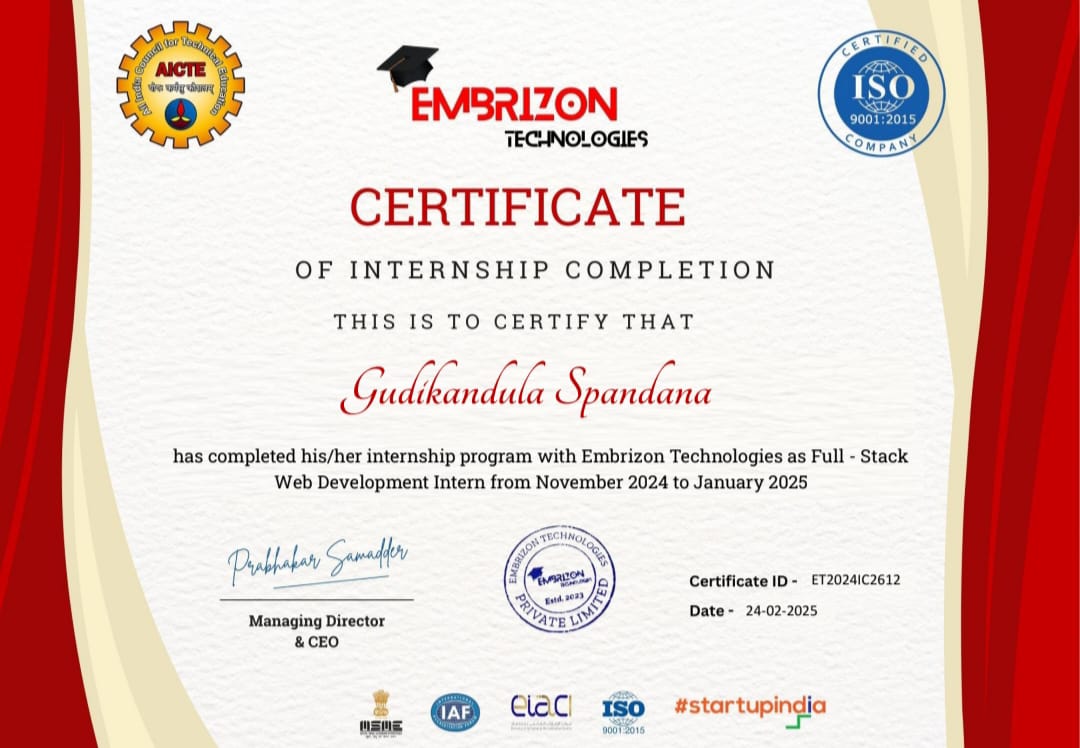 All India Council for Technical Education
AICTE
योगः कर्मसु कौशलम्
EMBRIZON
TECHNOLOGIES
CERTIFIED
ISO
9001:2015
COMPANY
CERTIFICATE
OF INTERNSHIP COMPLETION
THIS IS TO CERTIFY THAT
Gudikandula Spandana
has completed his/her internship program with Embrizon Technologies as Full - Stack
Web Development Intern from November 2024 to January 2025
Prabhakar Samadder
Managing Director
& CEO
EMBRIZON TECHNOLOGIES
EMBRIZON
TECHNOLOGIES
Estd. 2023
PRIVATE LIMITED
Certificate ID - ET2024IC2612
Date - 24-02-2025
MSME
IAF
eiaci
ISO
9001:2015
#startupindia